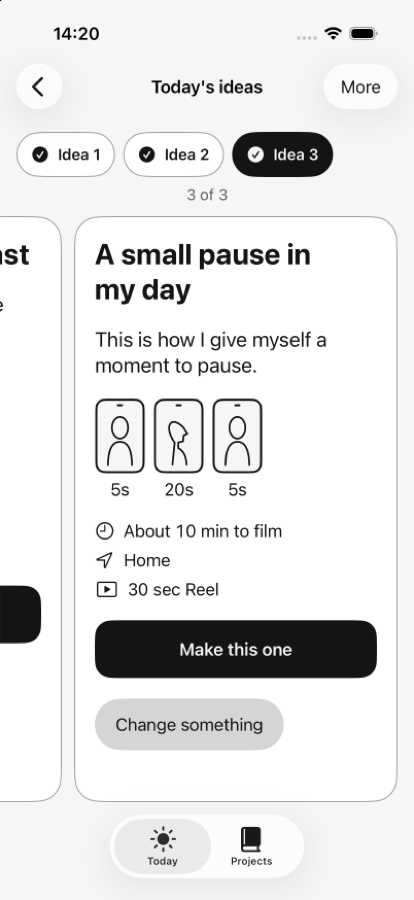 14:20
Today's ideas
More
Idea 1
Idea 2
Idea 3
3 of 3
ast
e
A small pause in
my day
This is how I give myself a
moment to pause.
5s
20s
5s
About 10 min to film
Home
30 sec Reel
Make this one
Change something
Today
Projects